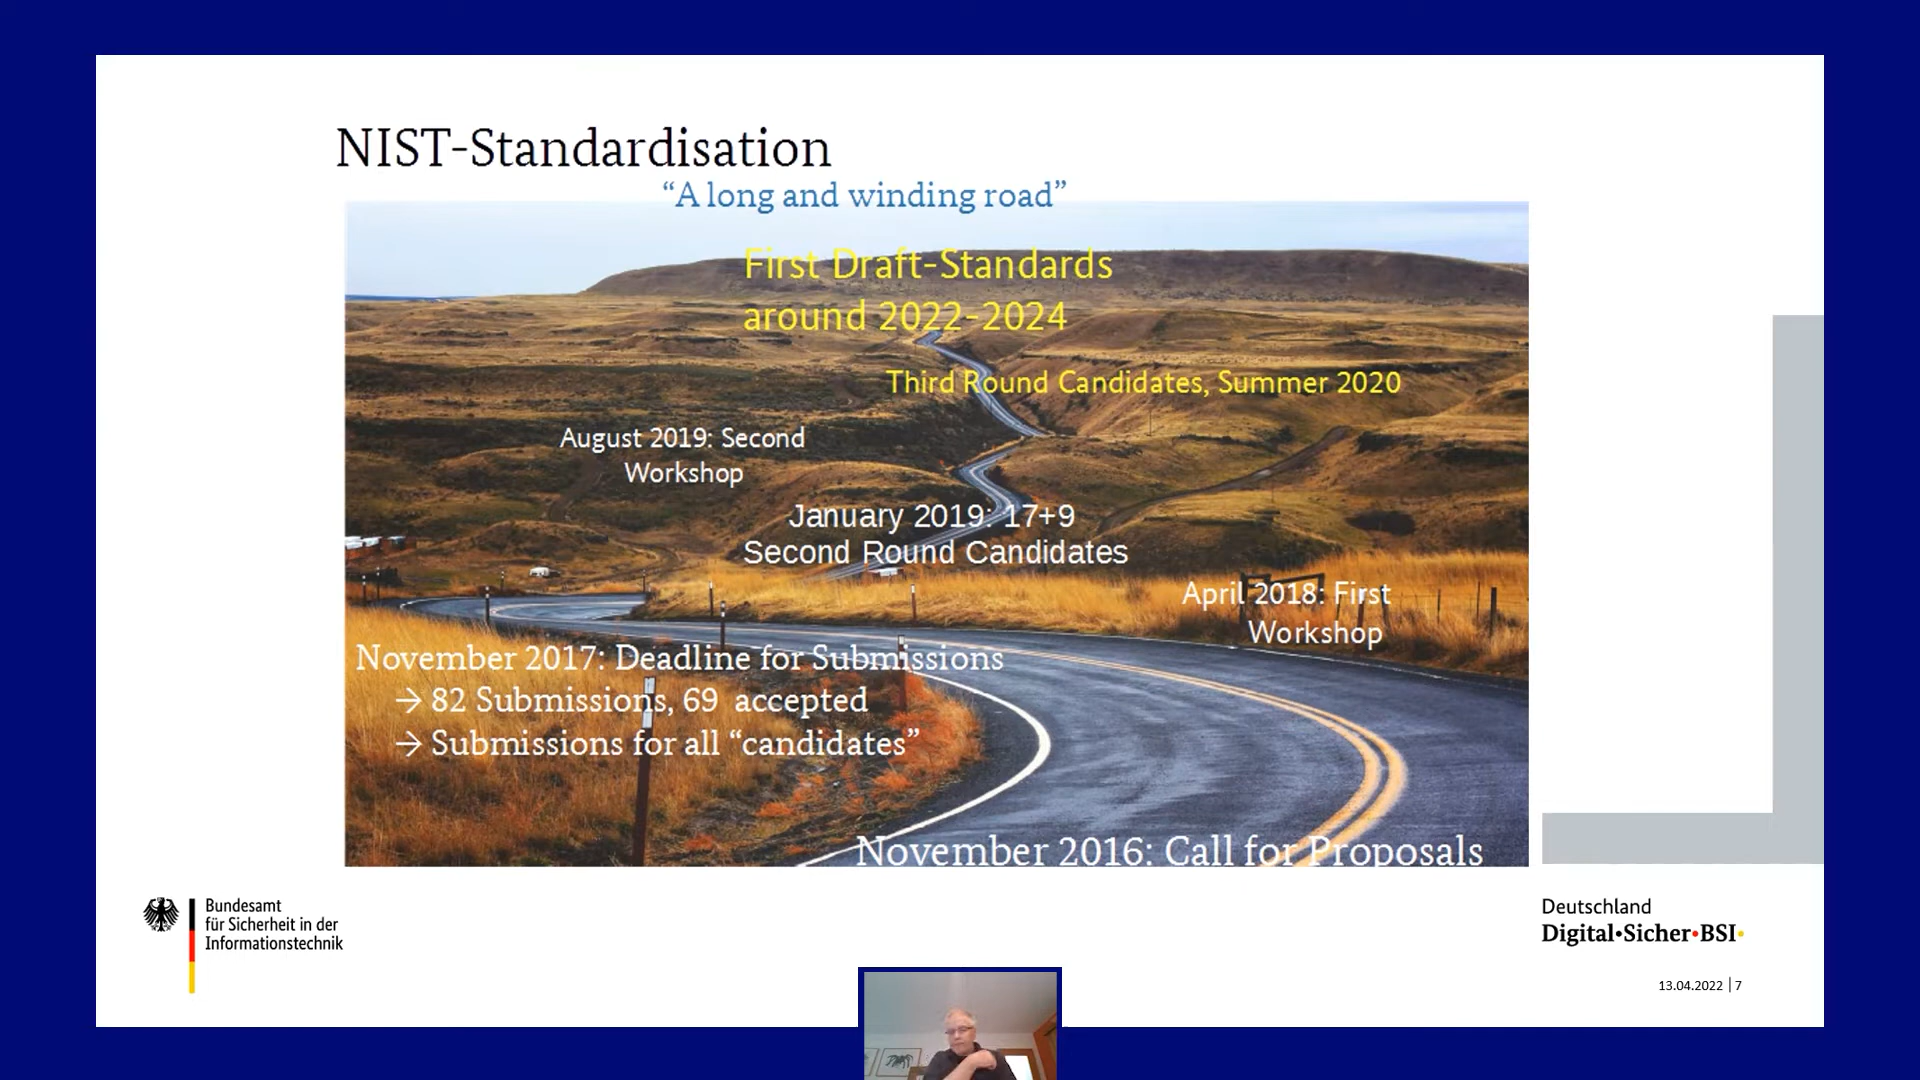 NIST-Standardisation
“A long and winding road”
First Draft-Standards
around 2022-2024
Third Round Candidates, Summer 2020
August 2019: Second
Workshop
January 2019: 17+9
Second Round Candidates
April 2018: First
Workshop
November 2017: Deadline for Submissions
→ 82 Submissions, 69 accepted
→ Submissions for all “candidates”
November 2016: Call for Proposals
Bundesamt
für Sicherheit in der
Informationstechnik
Deutschland
Digital•Sicher•BSI•
13.04.2022 | 7